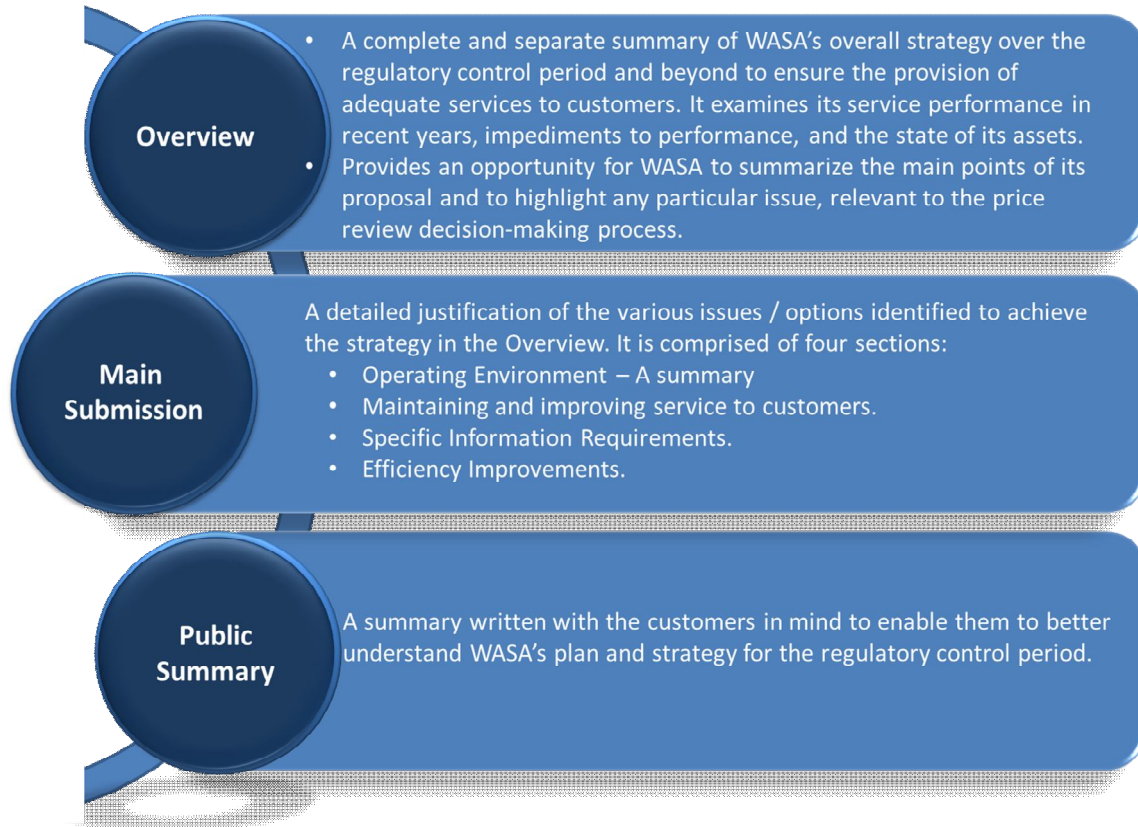 Overview
• A complete and separate summary of WASA's overall strategy over the
regulatory control period and beyond to ensure the provision of
adequate services to customers. It examines its service performance in
recent years, impediments to performance, and the state of its assets.
• Provides an opportunity for WASA to summarize the main points of its
proposal and to highlight any particular issue, relevant to the price
review decision-making process.
Main
Submission
A detailed justification of the various issues / options identified to achieve
the strategy in the Overview. It is comprised of four sections:
• Operating Environment – A summary
• Maintaining and improving service to customers.
• Specific Information Requirements.
• Efficiency Improvements.
Public
Summary
A summary written with the customers in mind to enable them to better
understand WASA's plan and strategy for the regulatory control period.